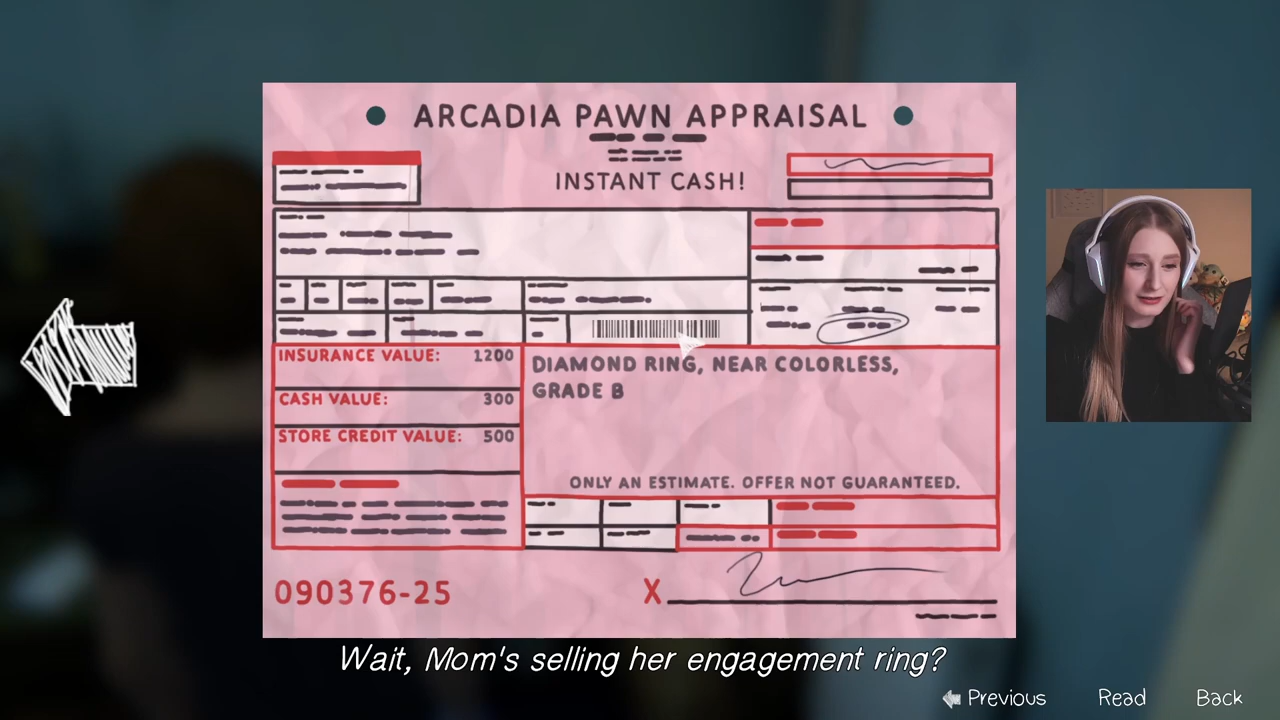 ARCADIA PAWN APPRAISAL
INSTANT CASH!
INSURANCE VALUE: 1200
CASH VALUE: 300
STORE CREDIT VALUE: 500
DIAMOND RING, NEAR COLORLESS,
GRADE B
ONLY AN ESTIMATE. OFFER NOT GUARANTEED.
090376-25
X
Wait, Mom's selling her engagement ring?
Previous Read Back